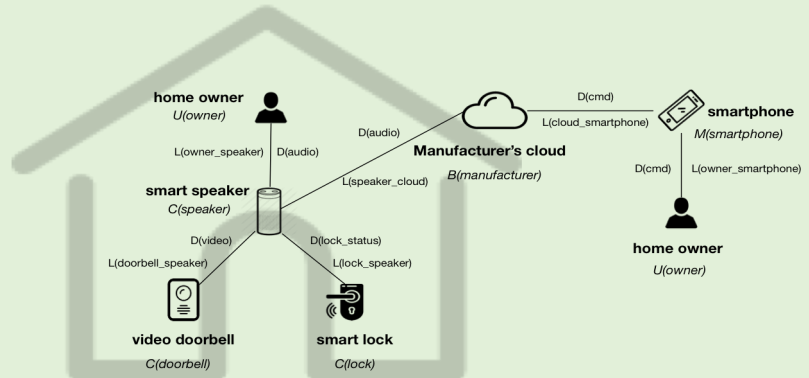 home owner
U(owner)
L(owner_speaker) D(audio)
smart speaker
C(speaker)
D(video)
L(doorbell_speaker)
D(lock_status)
L(lock_speaker)
video doorbell
C(doorbell)
smart lock
C(lock)
D(audio)
L(speaker_cloud)
Manufacturer's cloud
B(manufacturer)
D(cmd)
L(cloud_smartphone)
smartphone
M(smartphone)
D(cmd) L(owner_smartphone)
home owner
U(owner)